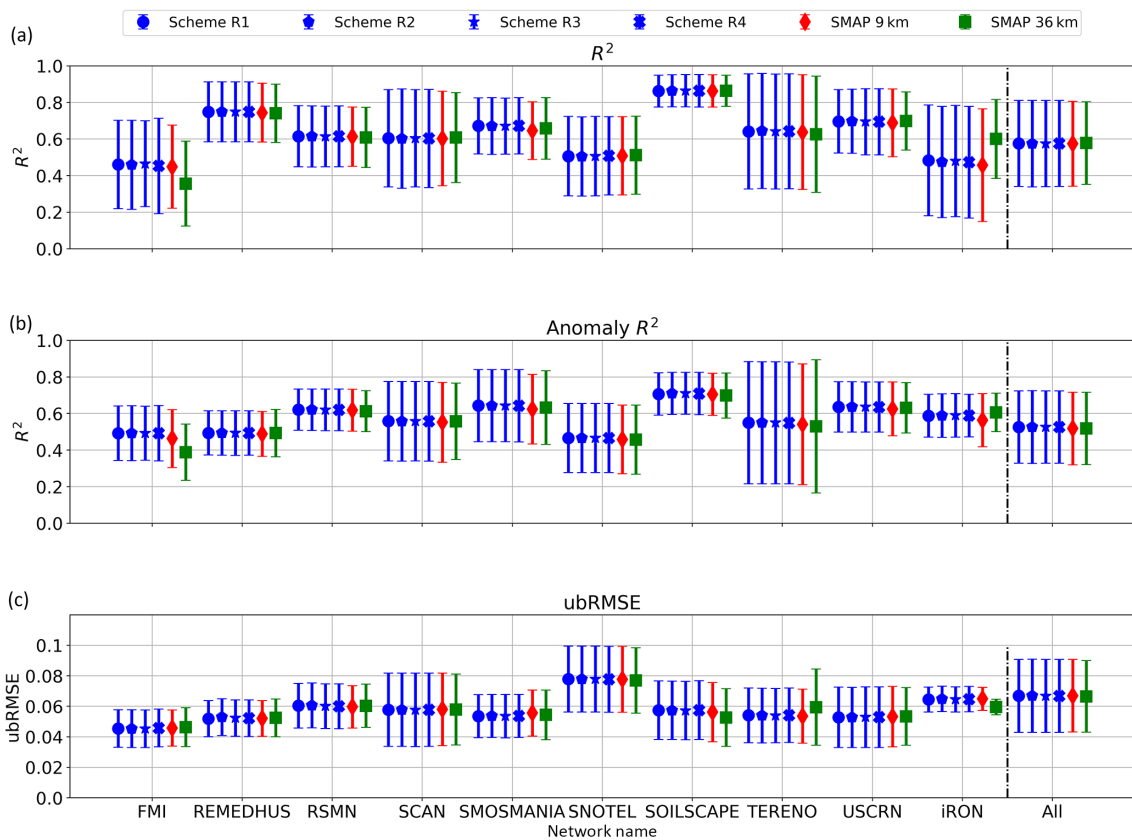 Scheme R1 Scheme R2 Scheme R3 Scheme R4 SMAP 9 km SMAP 36 km
(a)
R²
1.0
0.8
0.6
0.4
0.2
0.0
R²
(b)
Anomaly R²
1.0
0.8
0.6
0.4
0.2
0.0
R²
(c)
ubRMSE
0.1
0.08
0.06
0.04
0.02
0.0
ubRMSE
FMI REMEDHUS RSMN SCAN SMOSMANIA SNOTEL SOILSCAPE TERENO USCRN iRON All
Network name